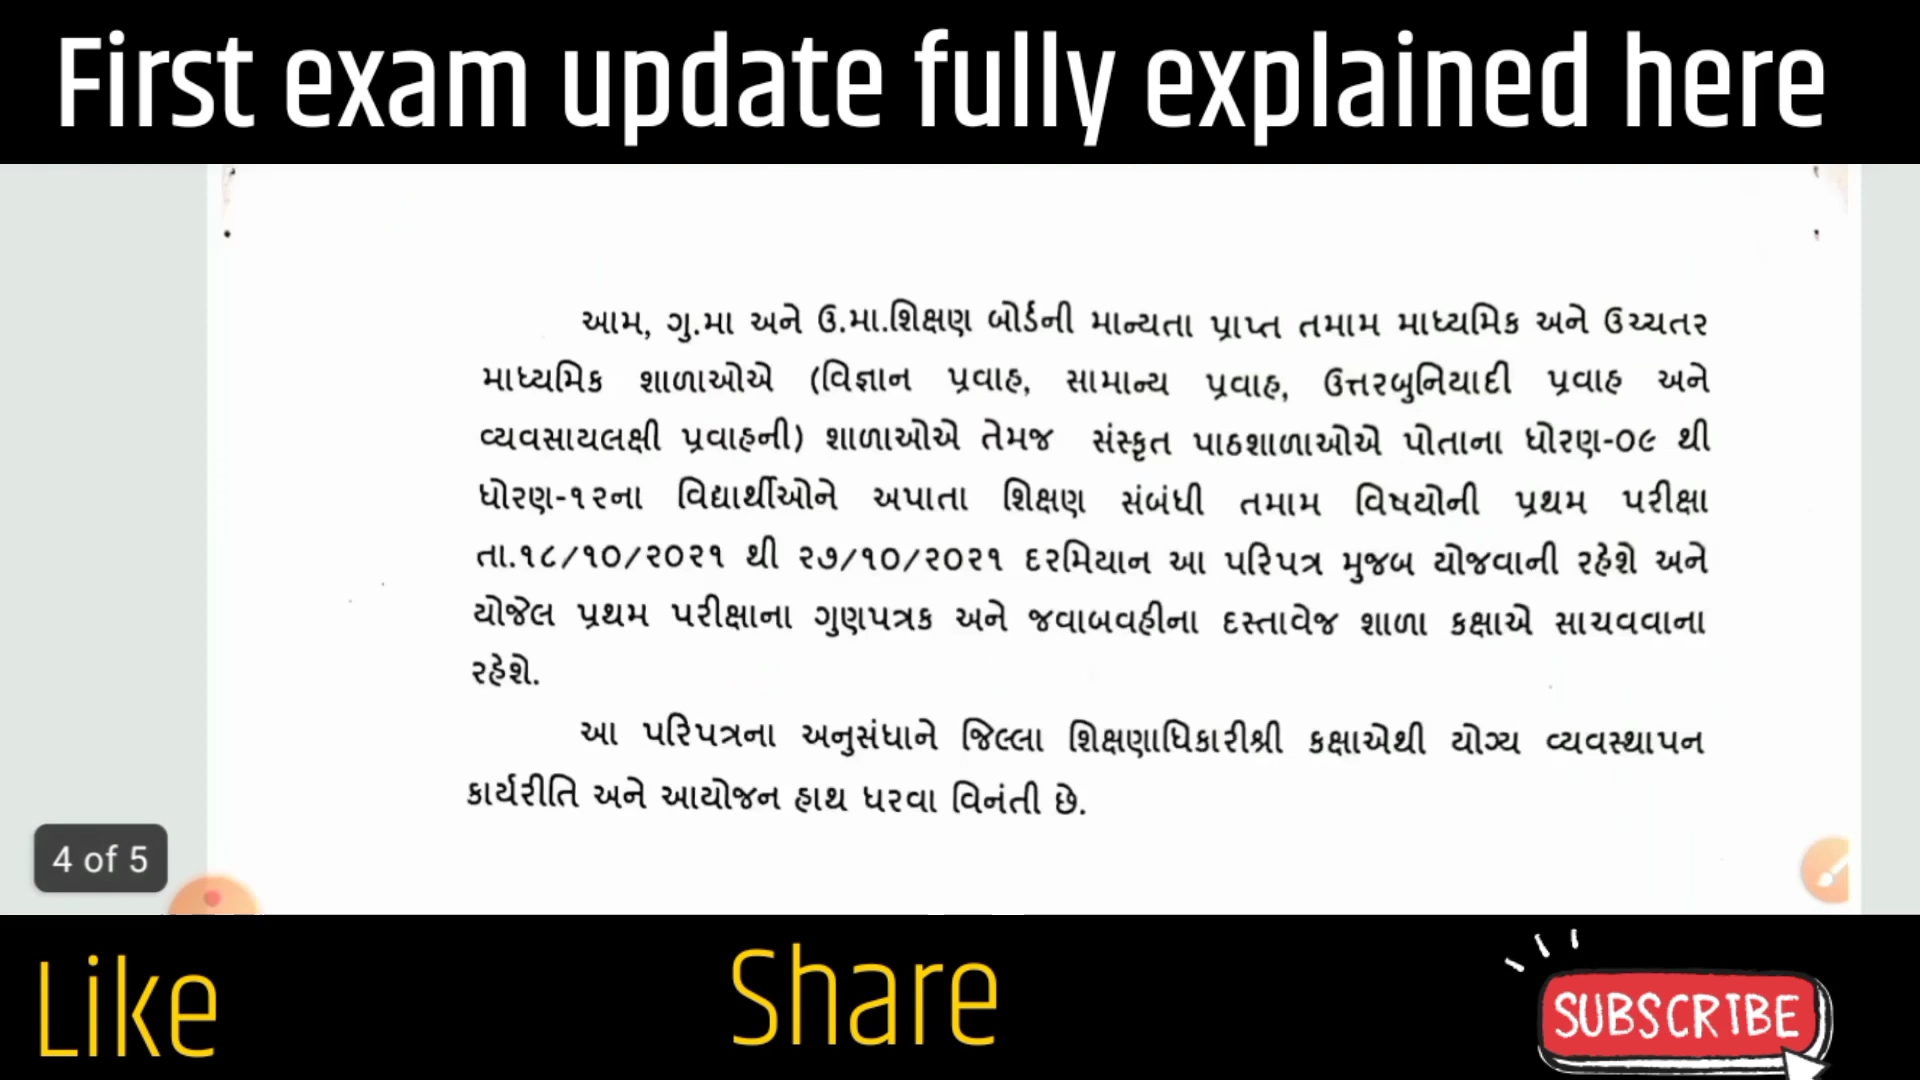 First exam update fully explained here
આમ, ગુ.મા અને ઉ.મા.શિક્ષણ બોર્ડની માન્યતા પ્રાપ્ત તમામ માધ્યમિક અને ઉચ્ચતર
માધ્યમિક શાળાઓએ (વિજ્ઞાન પ્રવાહ, સામાન્ય પ્રવાહ, ઉત્તરબુનિયાદી પ્રવાહ અને
વ્યવસાયલક્ષી પ્રવાહની) શાળાઓએ તેમજ સંસ્કૃત પાઠશાળાઓએ પોતાના ધોરણ-૦૯ થી
ધોરણ-૧૨ના વિદ્યાર્થીઓને અપાતા શિક્ષણ સંબંધી તમામ વિષયોની પ્રથમ પરીક્ષા
તા.૧૮/૧૦/૨૦૨૧ થી ૨૭/૧૦/૨૦૨૧ દરમિયાન આ પરિપત્ર મુજબ યોજવાની રહેશે અને
યોજેલ પ્રથમ પરીક્ષાના ગુણપત્રક અને જવાબવહીના દસ્તાવેજ શાળા કક્ષાએ સાચવવાના
રહેશે.
આ પરિપત્રના અનુસંધાને જિલ્લા શિક્ષણાધિકારીશ્રી કક્ષાએથી યોગ્ય વ્યવસ્થાપન
કાર્યરીતિ અને આયોજન હાથ ધરવા વિનંતી છે.
4 of 5
Like
Share
SUBSCRIBE